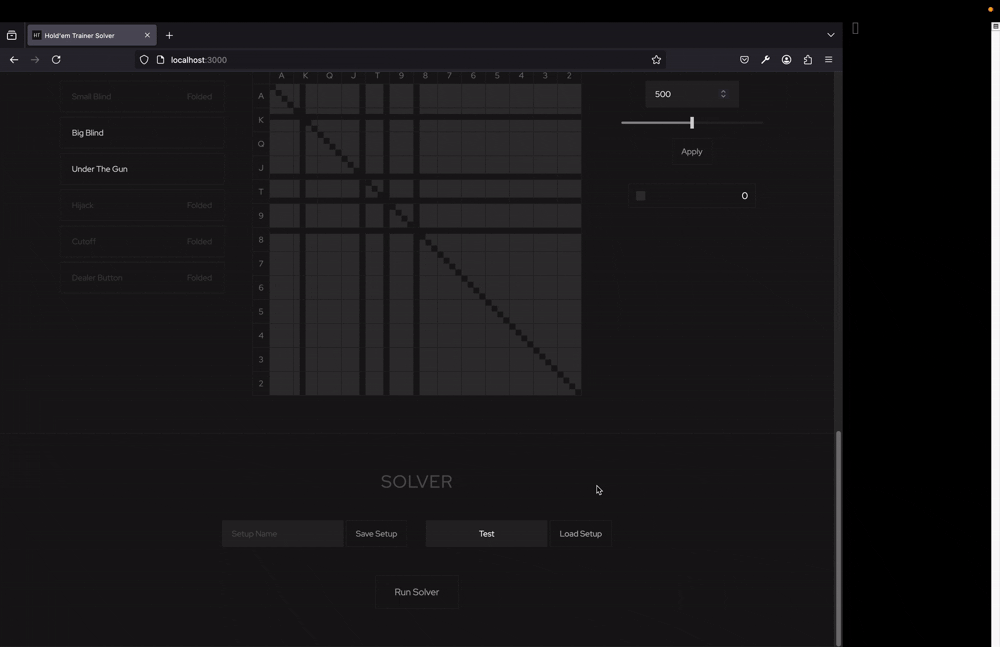 Hold'em Trainer Solver
localhost:3000
A K Q J T 9 8 7 6 5 4 3 2
Small Blind Folded
Big Blind
Under The Gun
Hijack Folded
Cutoff Folded
Dealer Button Folded
A
K
Q
J
T
9
8
7
6
5
4
3
2
500
Apply
0
SOLVER
Setup Name Save Setup Test Load Setup
Run Solver